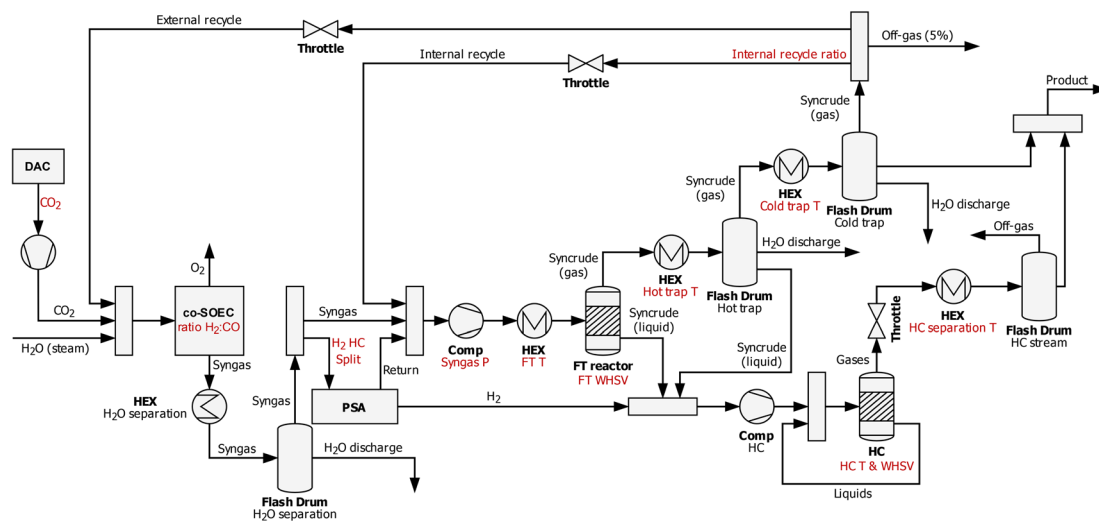 External recycle
Throttle
Off-gas (5%)
Internal recycle
Internal recycle ratio
Throttle
Product
Syncrude
(gas)
DAC
CO₂
HEX
Cold trap T
Syncrude
(gas)
Flash Drum
Cold trap
H₂O discharge
O₂
Off-gas
Syncrude
(gas)
H₂O discharge
HEX
Hot trap T
Flash Drum
Hot trap
CO₂
H₂O (steam)
co-SOEC
ratio H₂:CO
Syngas
H₂ HC
Split
Return
Comp
Syngas P
HEX
FT T
Syncrude
(liquid)
FT reactor
FT WHSV
Syncrude
(liquid)
Throttle
HEX
HC separation T
Flash Drum
HC stream
Gases
Syngas
HEX
H₂O separation
Syngas
PSA
H₂
Comp
HC
HC
HC T & WHSV
Liquids
Syngas
H₂O discharge
Flash Drum
H₂O separation